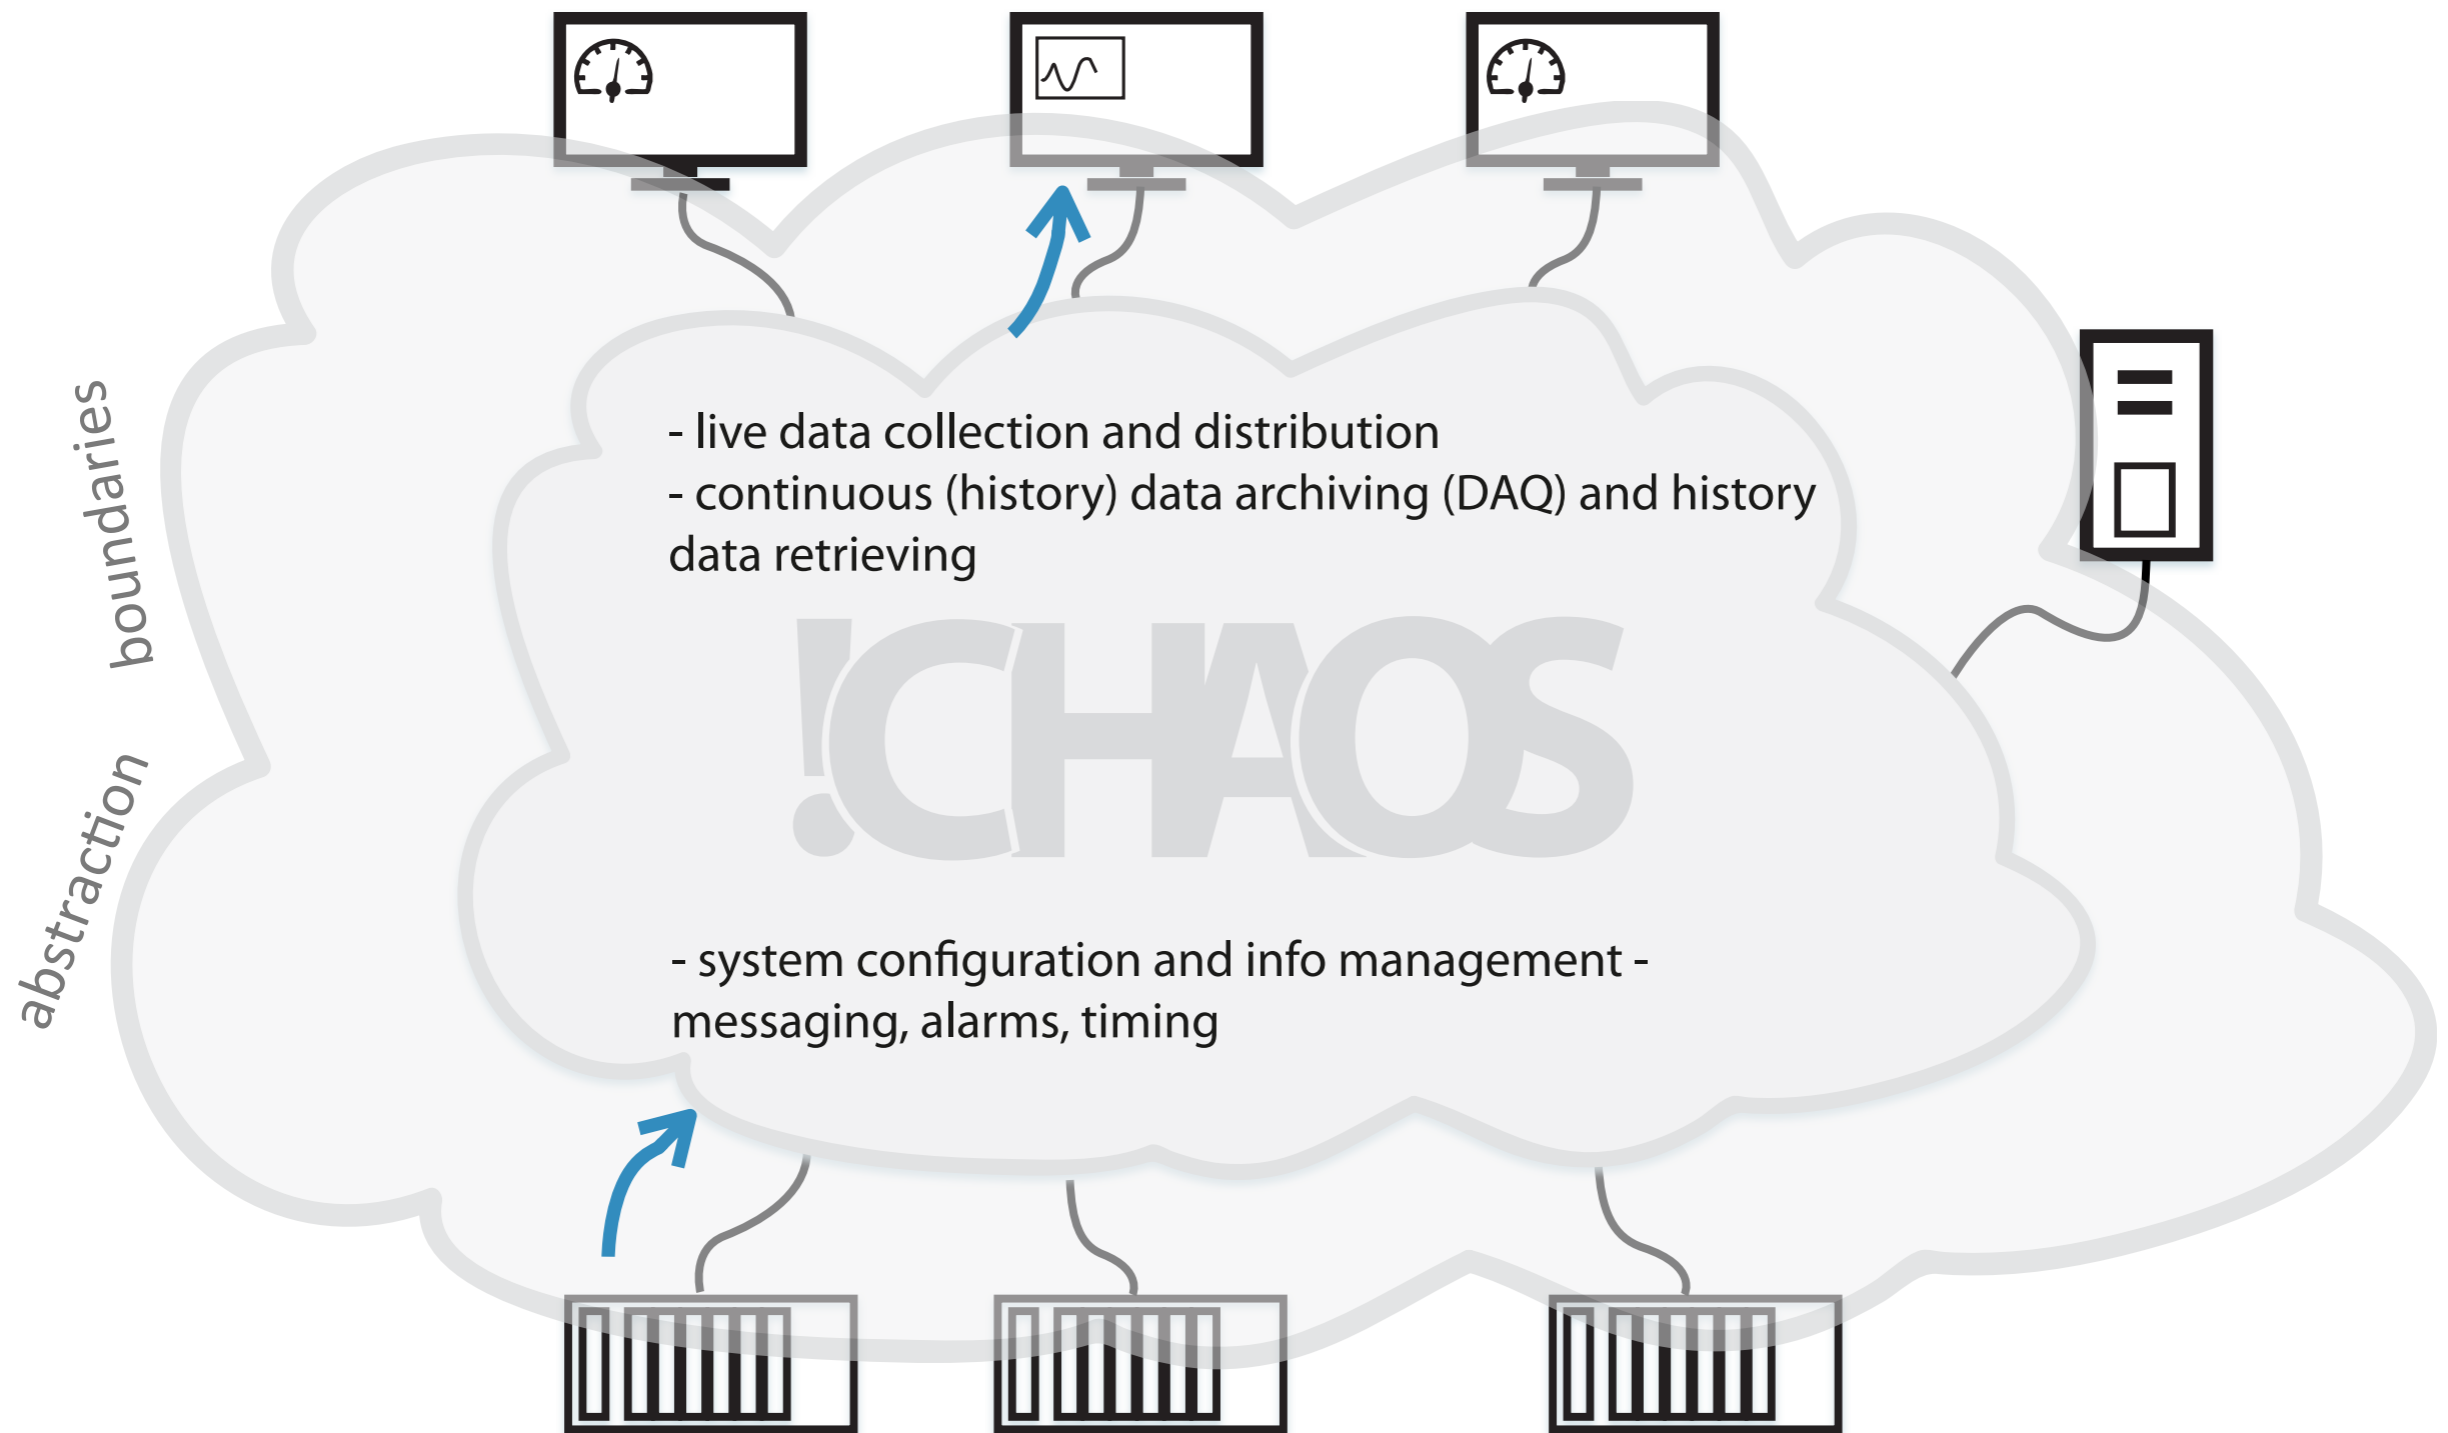 boundaries
abstraction
- live data collection and distribution
- continuous (history) data archiving (DAQ) and history
data retrieving
!CHAOS
- system configuration and info management -
messaging, alarms, timing